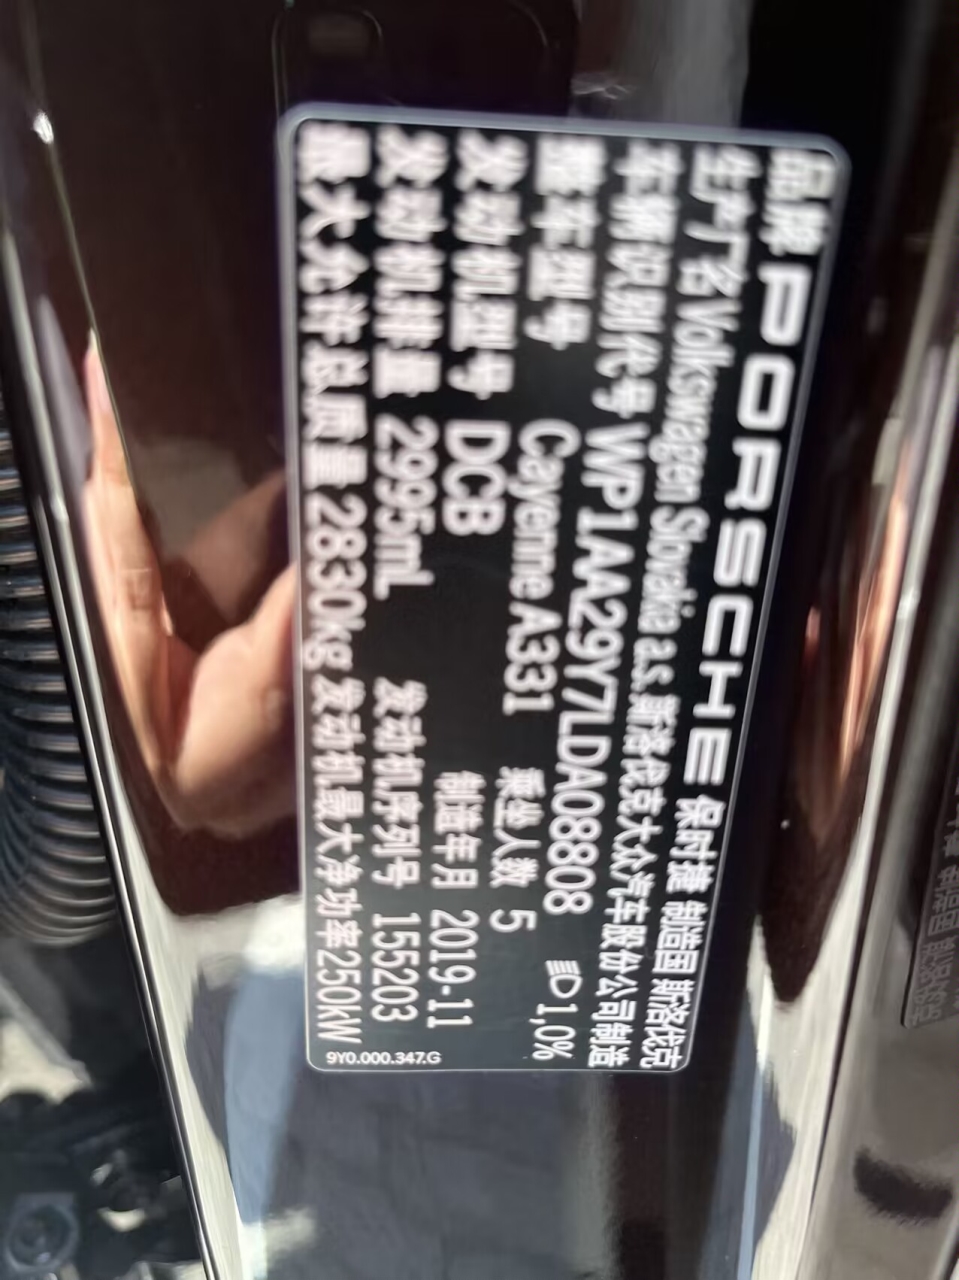 品牌 PORSCHE 保时捷 制造国 斯洛伐克
生产厂名 Volkswagen Slovakia a.s. 斯洛伐克大众汽车股份公司制造
车辆识别代号 WP1AA29Y7LDA08808 1,0%
整车型号 Cayenne A331 乘坐人数 5
发动机型号 DCB 制造年月 2019-11
发动机排量 2995mL 发动机序列号 155203
最大允许总质量 2830kg 发动机最大净功率250kW
9Y0.000.347.G